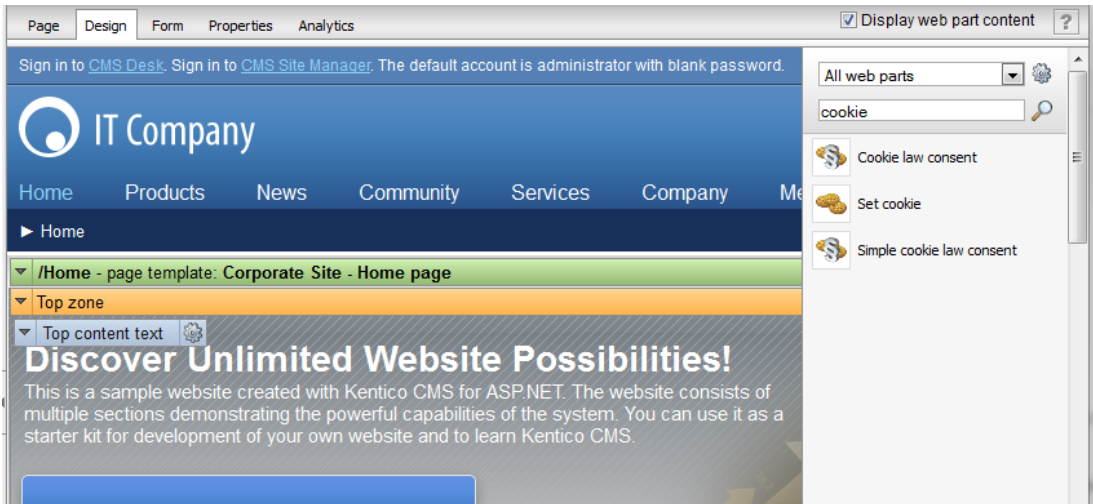 Page Design Form Properties Analytics
Display web part content ?
Sign in to CMS Desk. Sign in to CMS Site Manager. The default account is administrator with blank password.
All web parts
cookie
IT Company
Cookie law consent
Home Products News Community Services Company Me
Set cookie
► Home
Simple cookie law consent
/Home - page template: Corporate Site - Home page
Top zone
Top content text
Discover Unlimited Website Possibilities!
This is a sample website created with Kentico CMS for ASP.NET. The website consists of
multiple sections demonstrating the powerful capabilities of the system. You can use it as a
starter kit for development of your own website and to learn Kentico CMS.